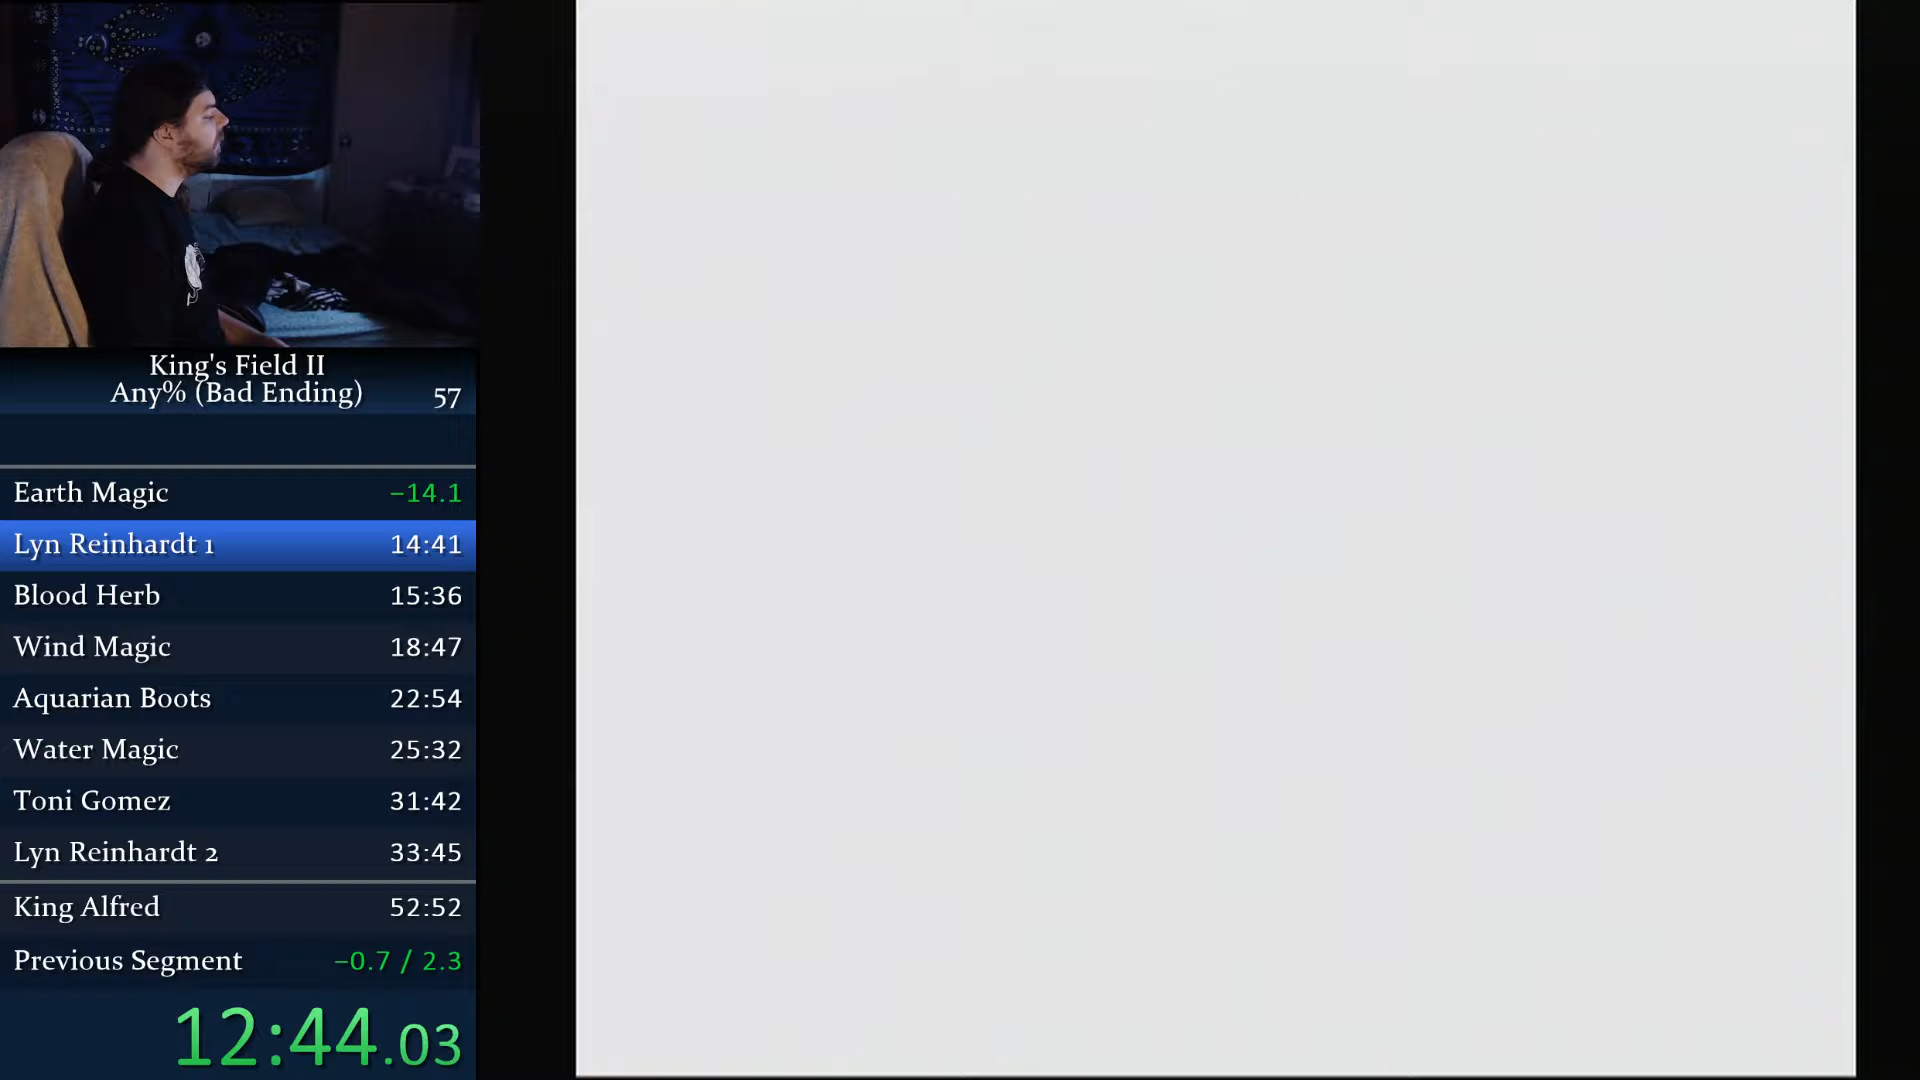 King's Field II
Any% (Bad Ending) 57
Earth Magic −14.1
Lyn Reinhardt 1 14:41
Blood Herb 15:36
Wind Magic 18:47
Aquarian Boots 22:54
Water Magic 25:32
Toni Gomez 31:42
Lyn Reinhardt 2 33:45
King Alfred 52:52
Previous Segment −0.7 / 2.3
12:44.03